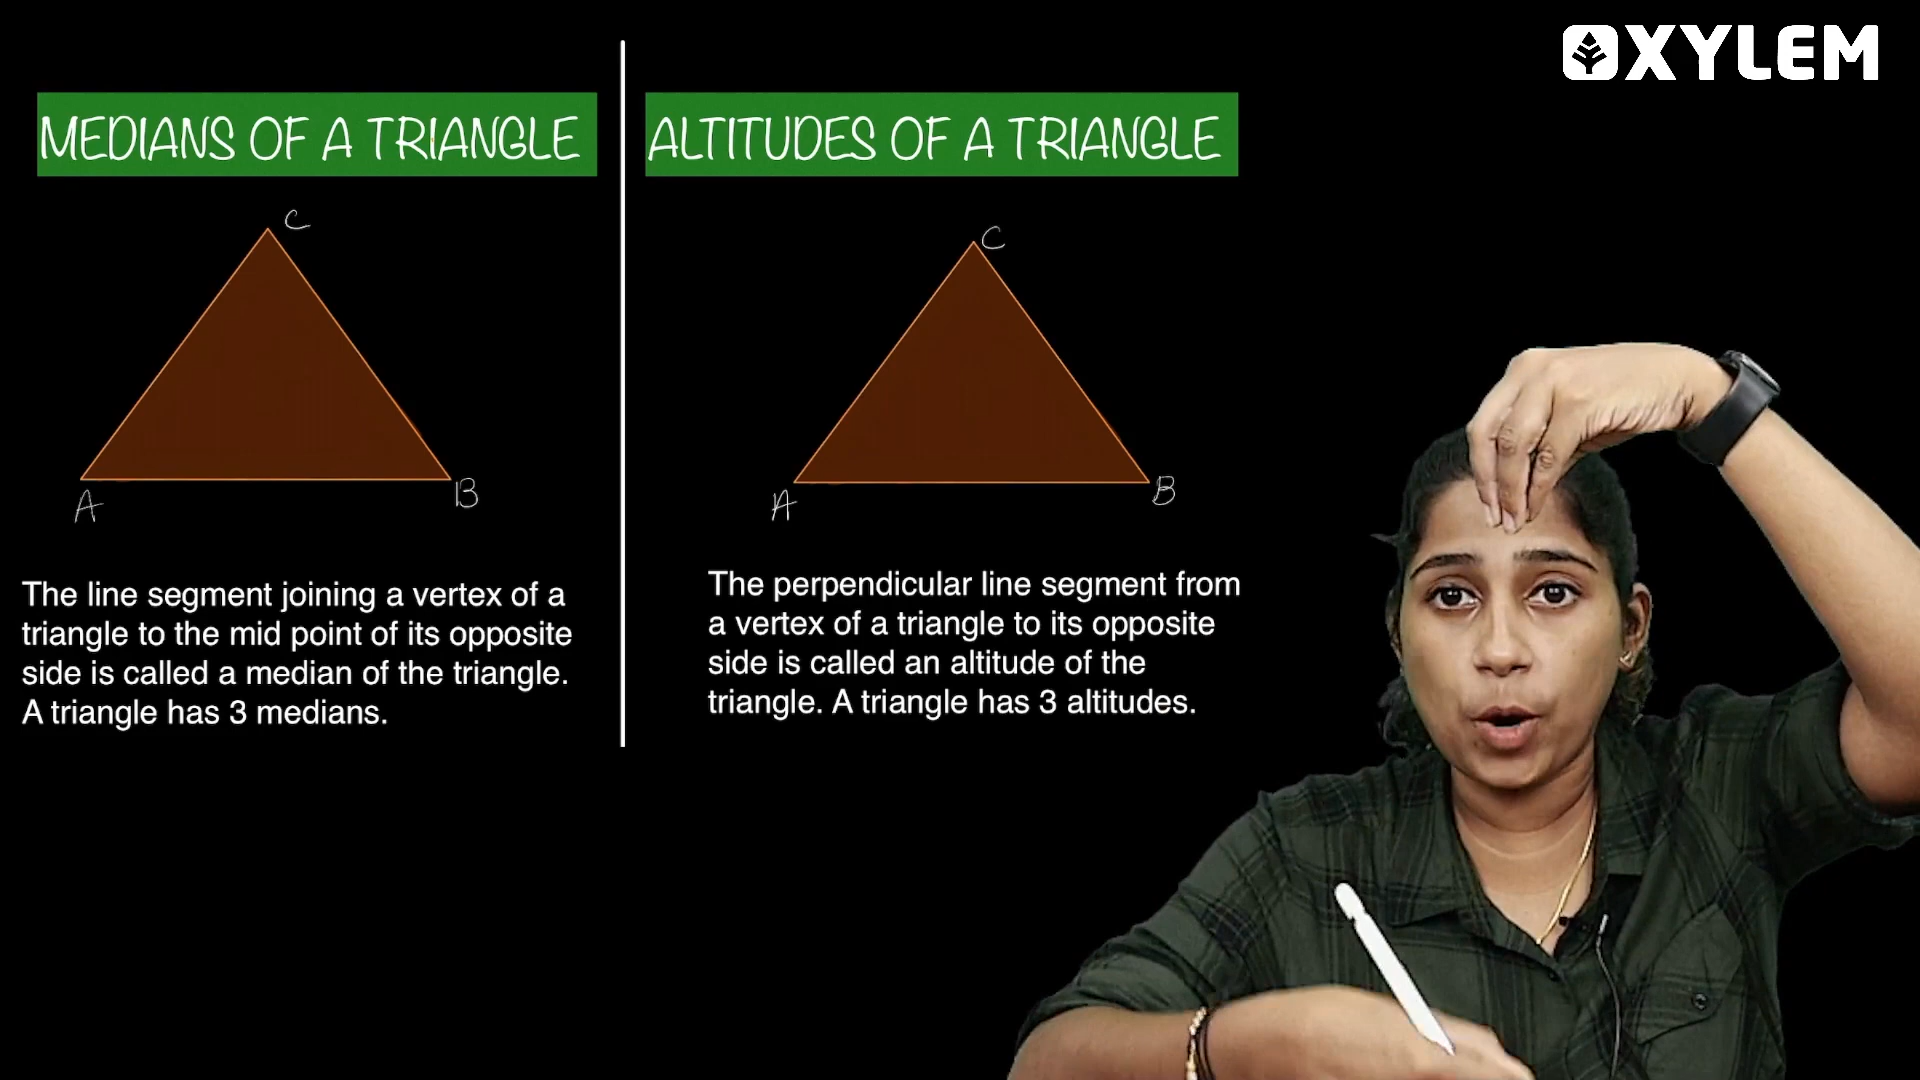 OXYLEM
MEDIANS OF A TRIANGLE
C
A
B
The line segment joining a vertex of a
triangle to the mid point of its opposite
side is called a median of the triangle.
A triangle has 3 medians.
ALTITUDES OF A TRIANGLE
C
A
B
The perpendicular line segment from
a vertex of a triangle to its opposite
side is called an altitude of the
triangle. A triangle has 3 altitudes.